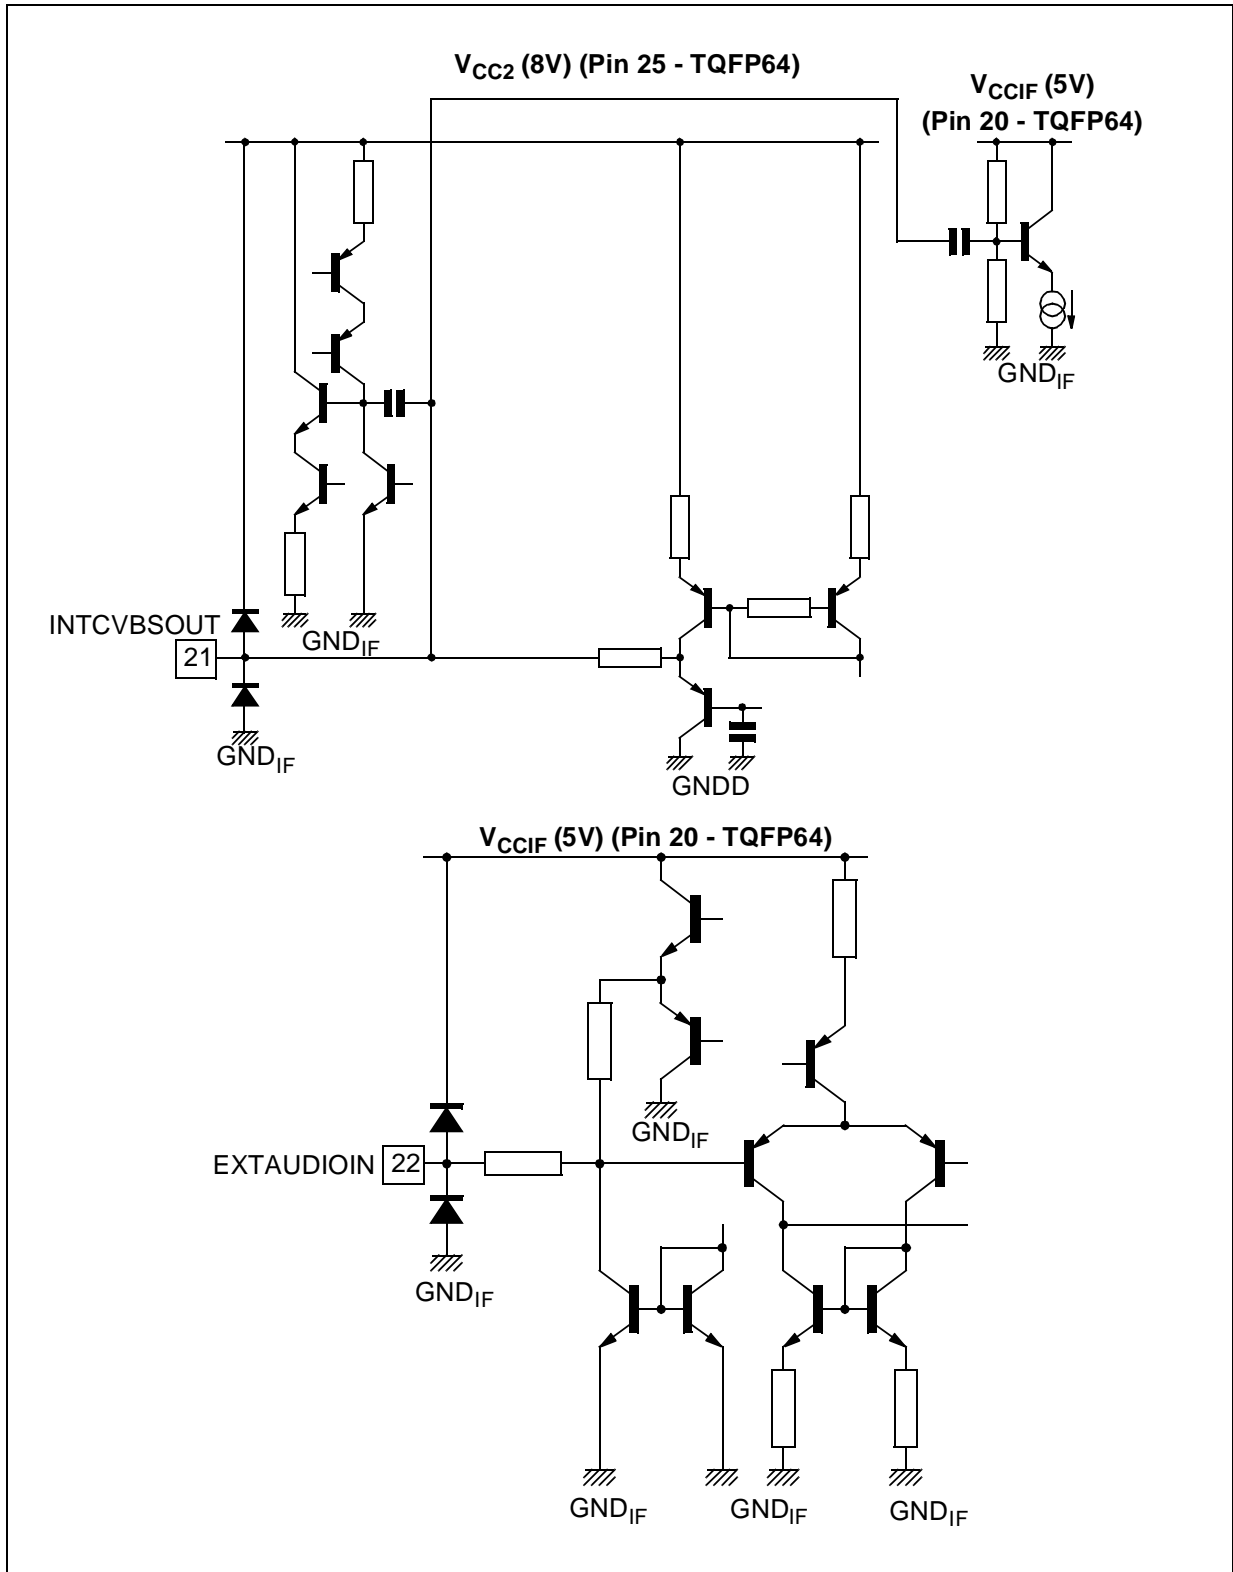 VCC2 (8V) (Pin 25 - TQFP64)
VCCIF (5V)
(Pin 20 - TQFP64)
GNDIF
INTCVBSOUT
21
GNDIF
GNDIF
GNDD
VCCIF (5V) (Pin 20 - TQFP64)
GNDIF
EXTAUDIOIN 22
GNDIF
GNDIF
GNDIF
GNDIF